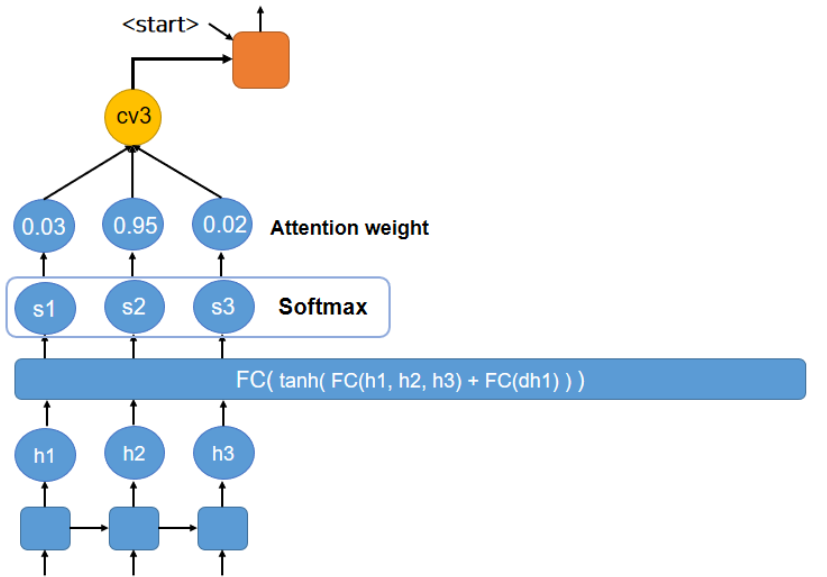 <start>
cv3
0.03 0.95 0.02 Attention weight
s1 s2 s3 Softmax
FC( tanh( FC(h1, h2, h3) + FC(dh1) ) )
h1 h2 h3